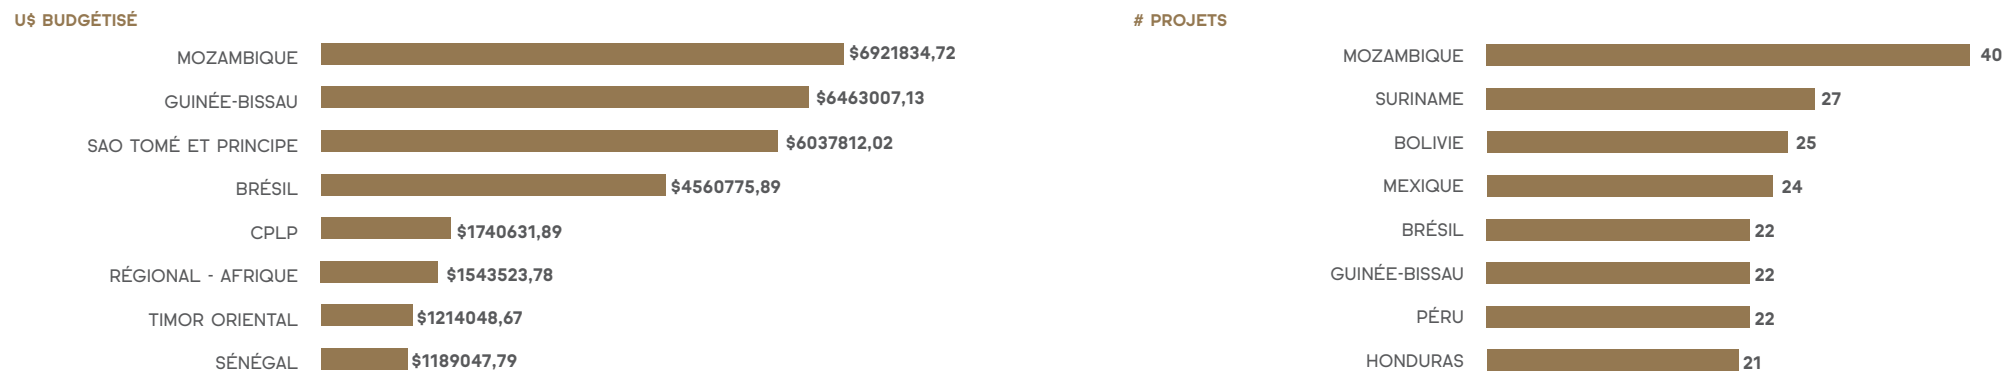 U$ BUDGÉTISÉ
MOZAMBIQUE $6921834,72
GUINÉE-BISSAU $6463007,13
SAO TOMÉ ET PRINCIPE $6037812,02
BRÉSIL $4560775,89
CPLP $1740631,89
RÉGIONAL - AFRIQUE $1543523,78
TIMOR ORIENTAL $1214048,67
SÉNÉGAL $1189047,79
# PROJETS
MOZAMBIQUE 40
SURINAME 27
BOLIVIE 25
MEXIQUE 24
BRÉSIL 22
GUINÉE-BISSAU 22
PÉRU 22
HONDURAS 21